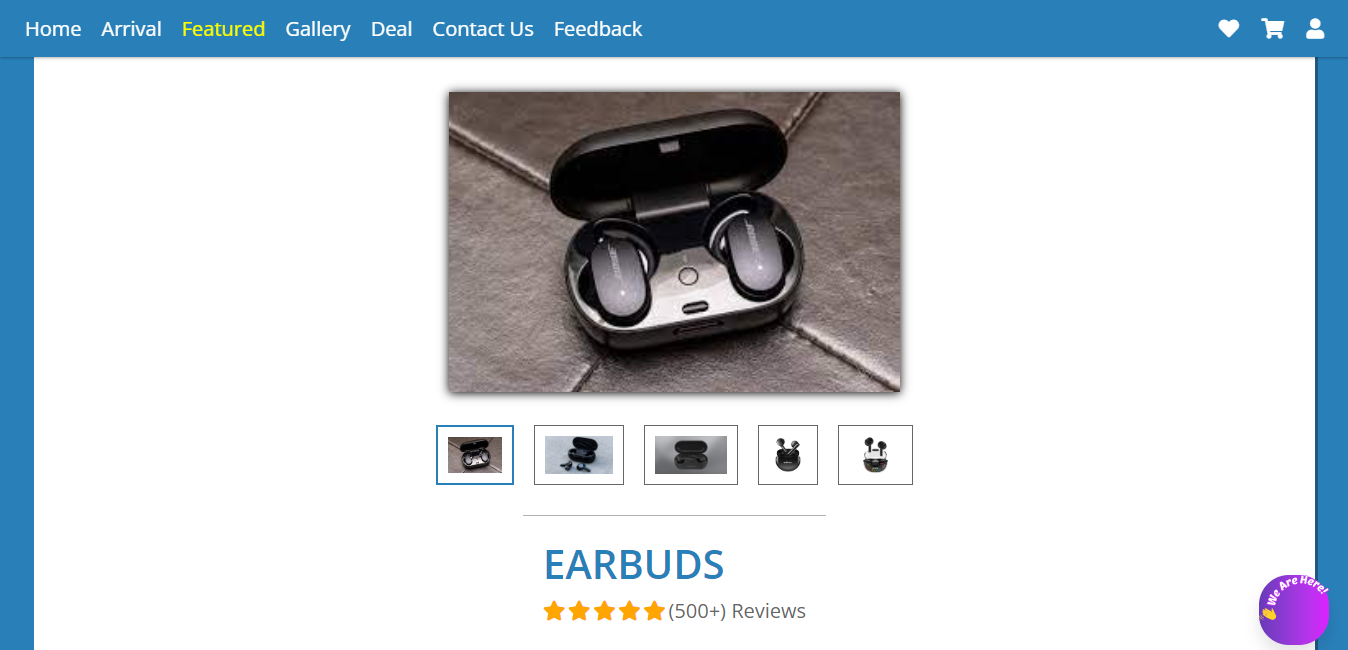 Home Arrival Featured Gallery Deal Contact Us Feedback
EARBUDS
(500+) Reviews
We Are Here!